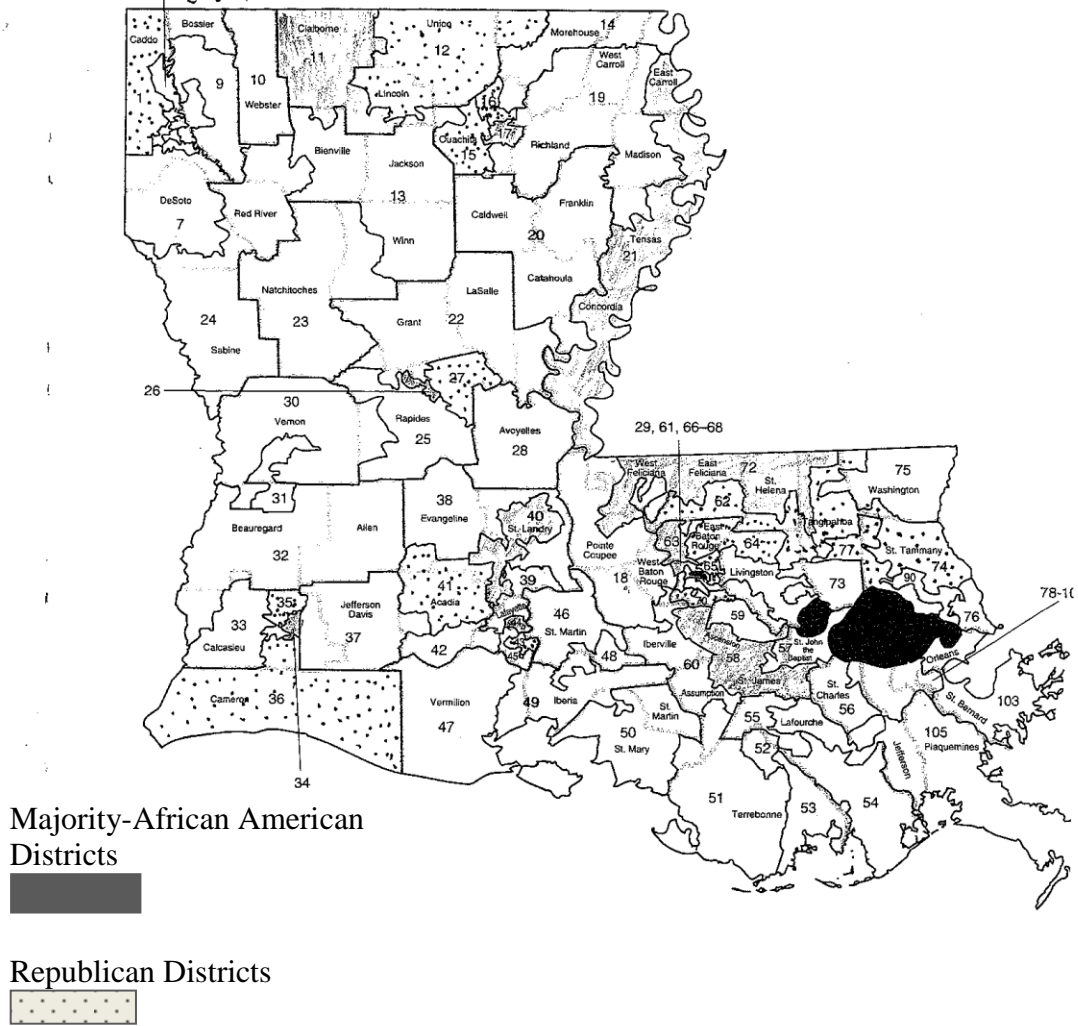 Bossier
Caddo
Claiborne
Union
14
Morehouse
12
11
West
Carroll
East
Carroll
9
10
1
Webster
Lincoln
16
19
17
Ouachita
15
Richland
Bienville
Jackson
Madison
DeSoto
7
Red River
13
Caldwell
Franklin
20
Winn
Tensas
21
Catahoula
Natchitoches
LaSalle
Concordia
24
23
Grant
22
Sabine
27
26
30
Vernon
Rapides
25
Avoyelles
28
29, 61, 66–68
West
Feliciana
East
Feliciana
72
St.
Helena
75
Washington
31
38
Evangeline
62
Beauregard
Allen
40
St. Landry
Tangipahoa
East
Baton
Rouge
63
64
32
Pointe
Coupee
77
St. Tammany
74
West
Baton
Rouge
65
Livingston
18
41
Acadia
39
90
73
35
Jefferson
Davis
37
Lafayette
46
St. Martin
59
78-10
76
33
Calcasieu
Ascension
57
St. John
the
Baptist
42
48
Iberville
58
60
Orleans
St. James
St.
Charles
56
St. Bernard
103
Cameron
36
Vermilion
47
49
Iberia
Assumption
St.
Martin
50
St. Mary
55
Lafourche
52
105
Plaquemines
Jefferson
34
51
Terrebonne
53
54
Majority-African American
Districts
Republican Districts